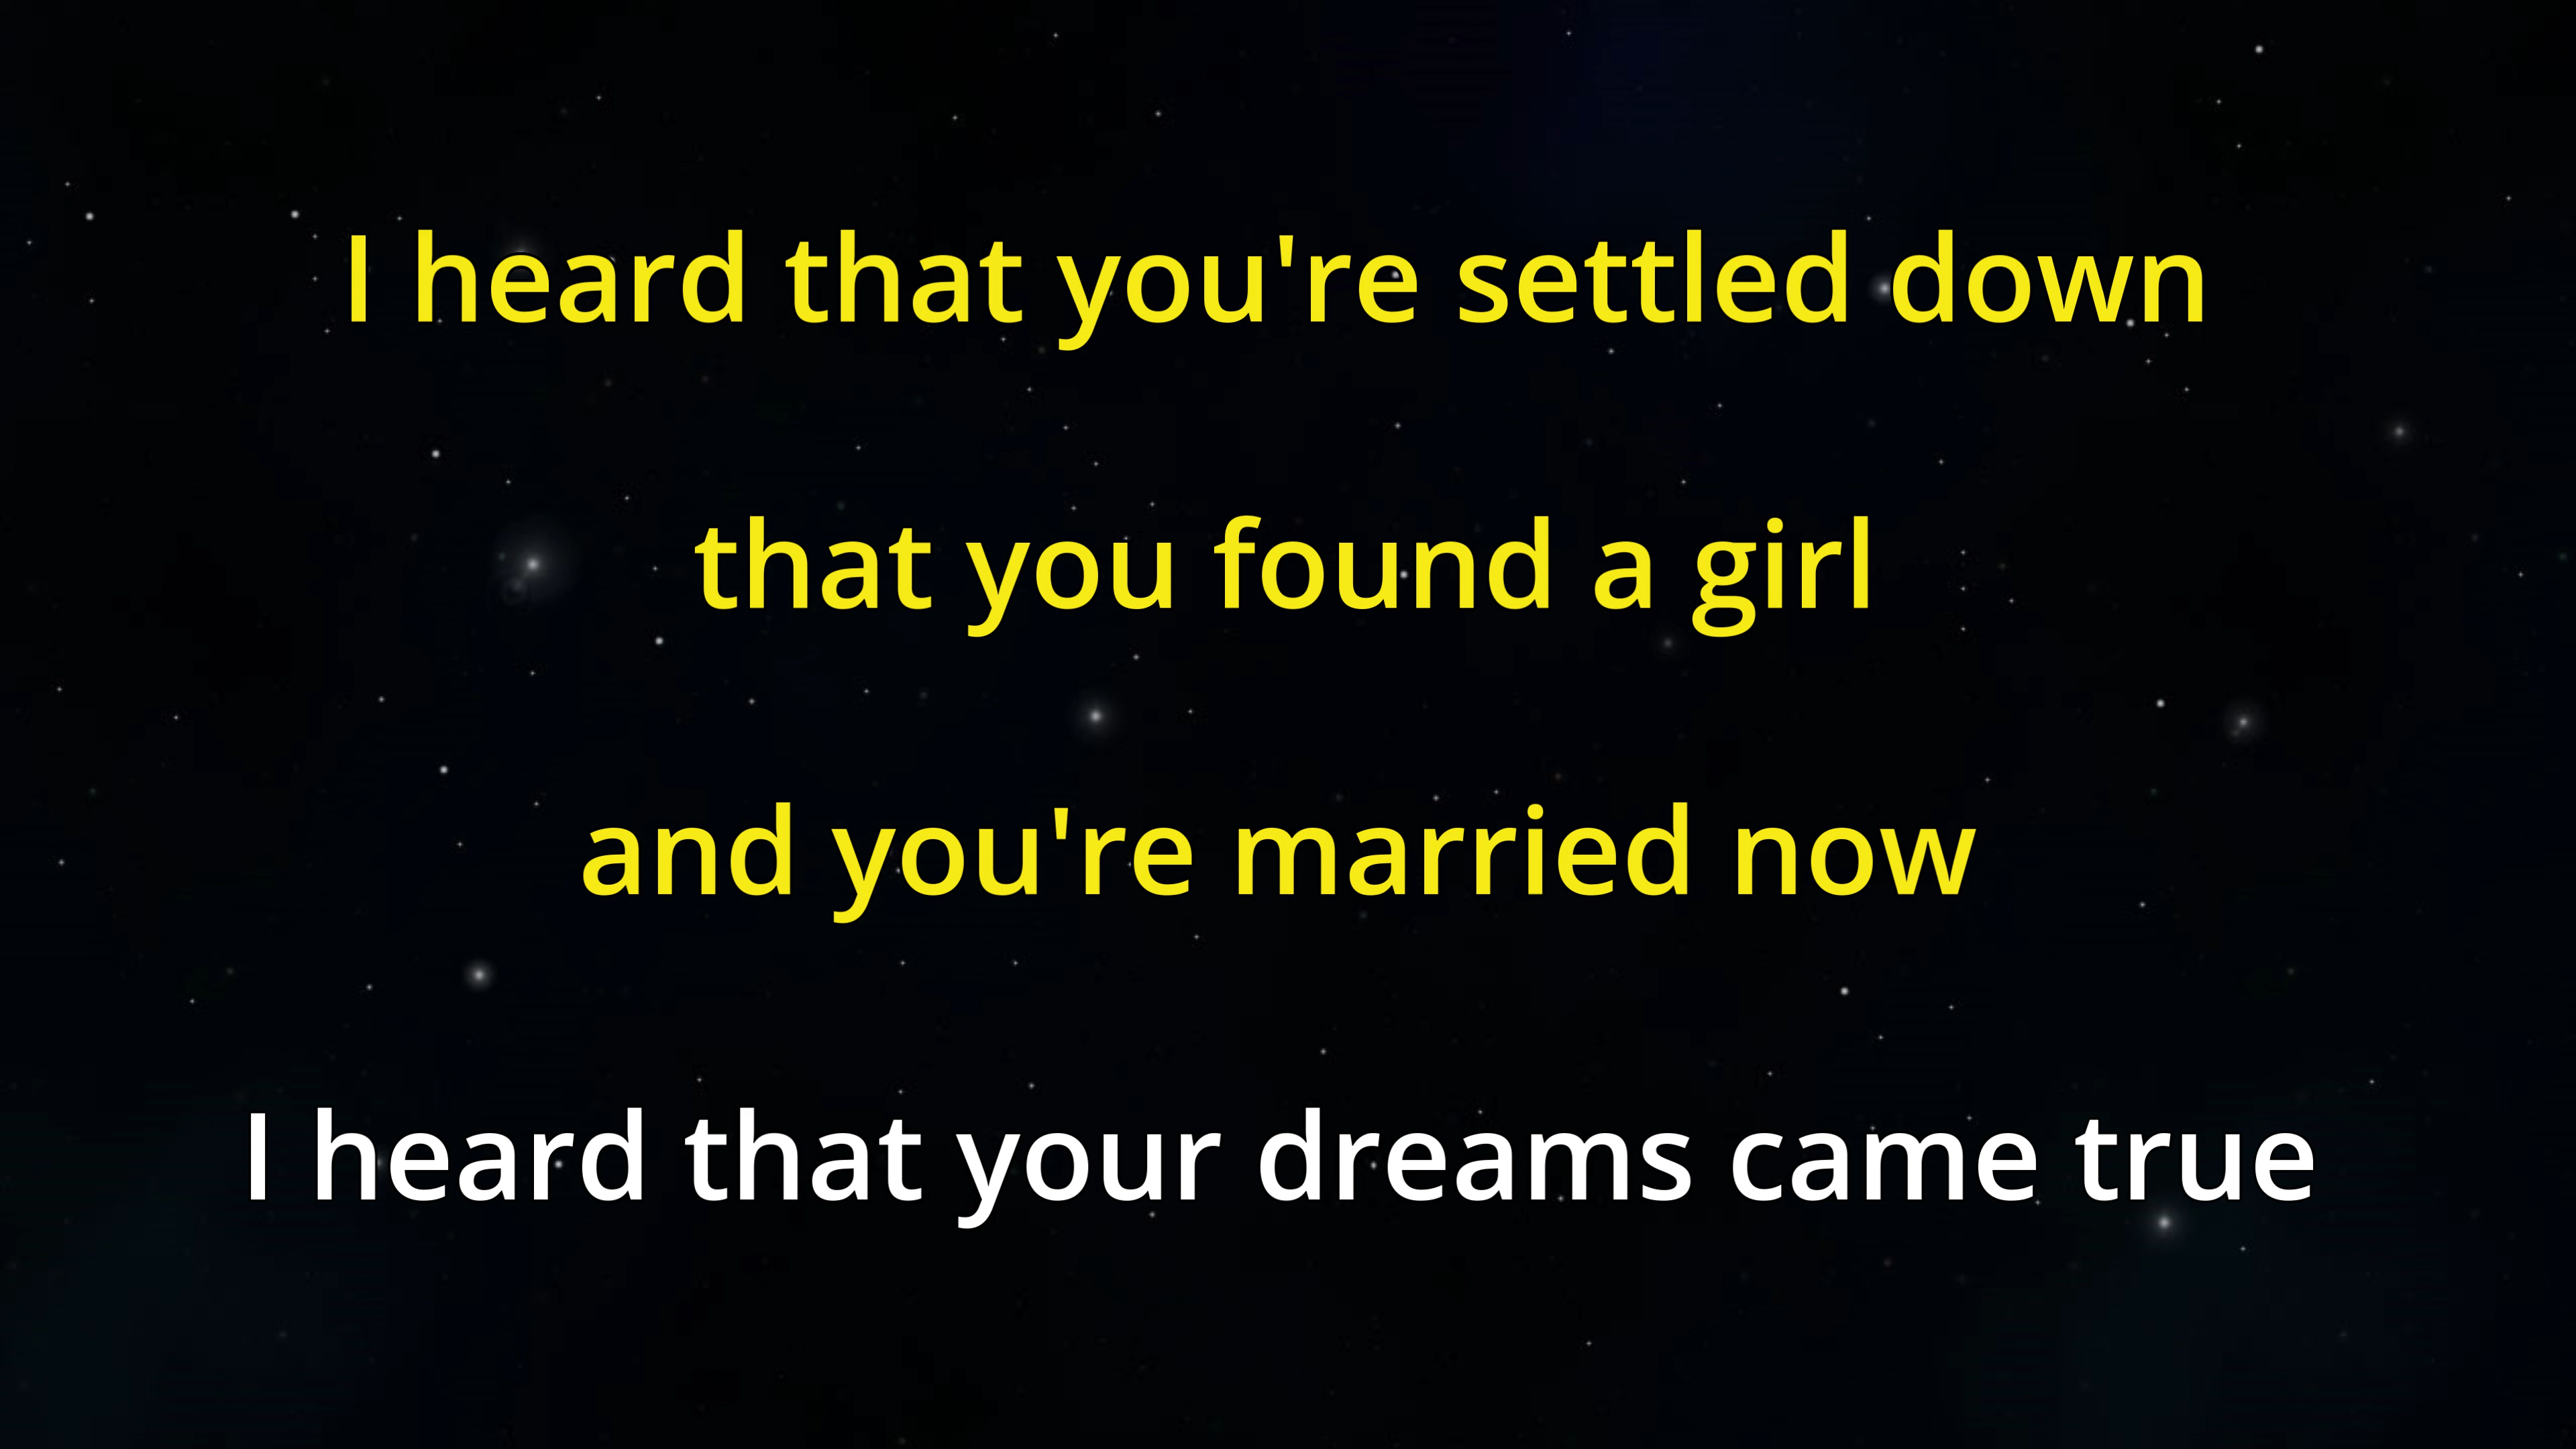 I heard that you're settled down
that you found a girl
and you're married now
I heard that your dreams came true